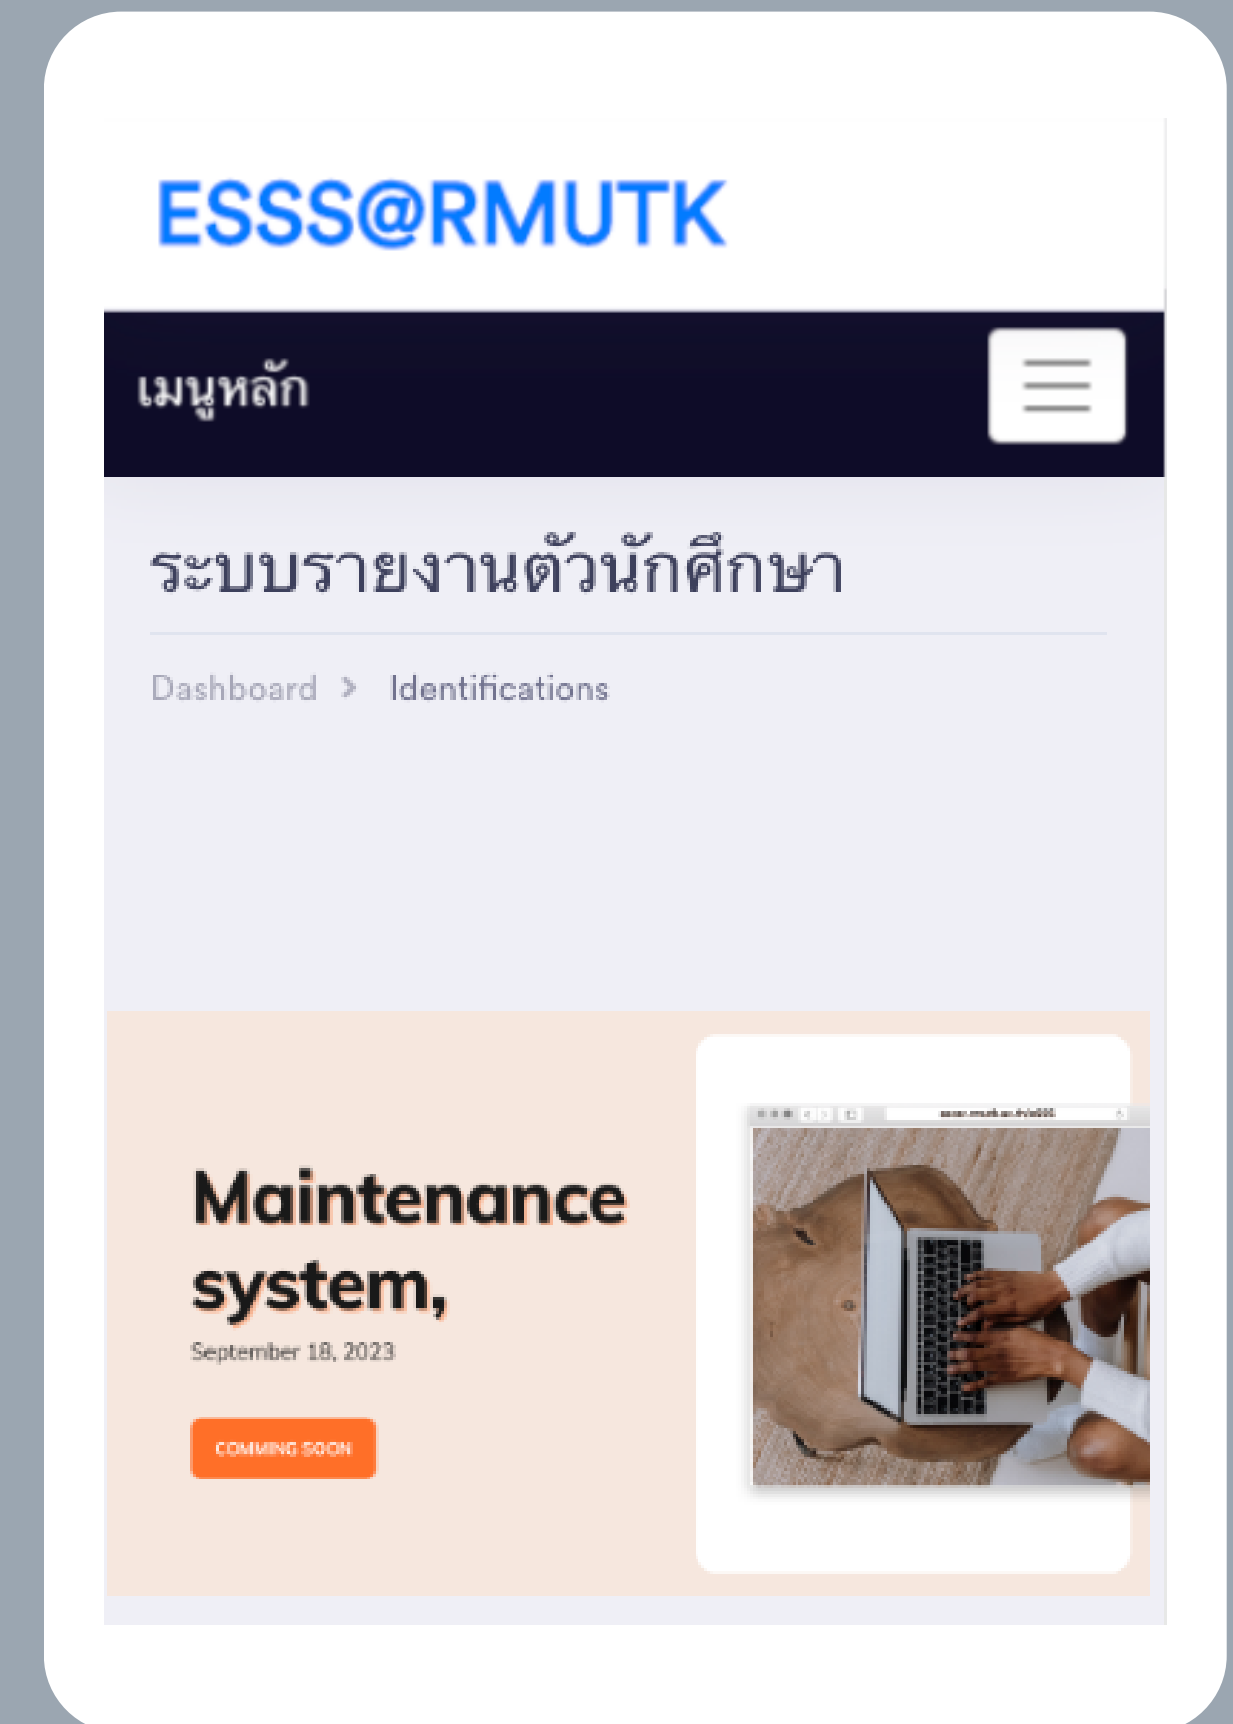 ESSS@RMUTK
เมนูหลัก
ระบบรายงานตัวนักศึกษา
Dashboard > Identifications
Maintenance
system,
September 18, 2023
COMMING SOON